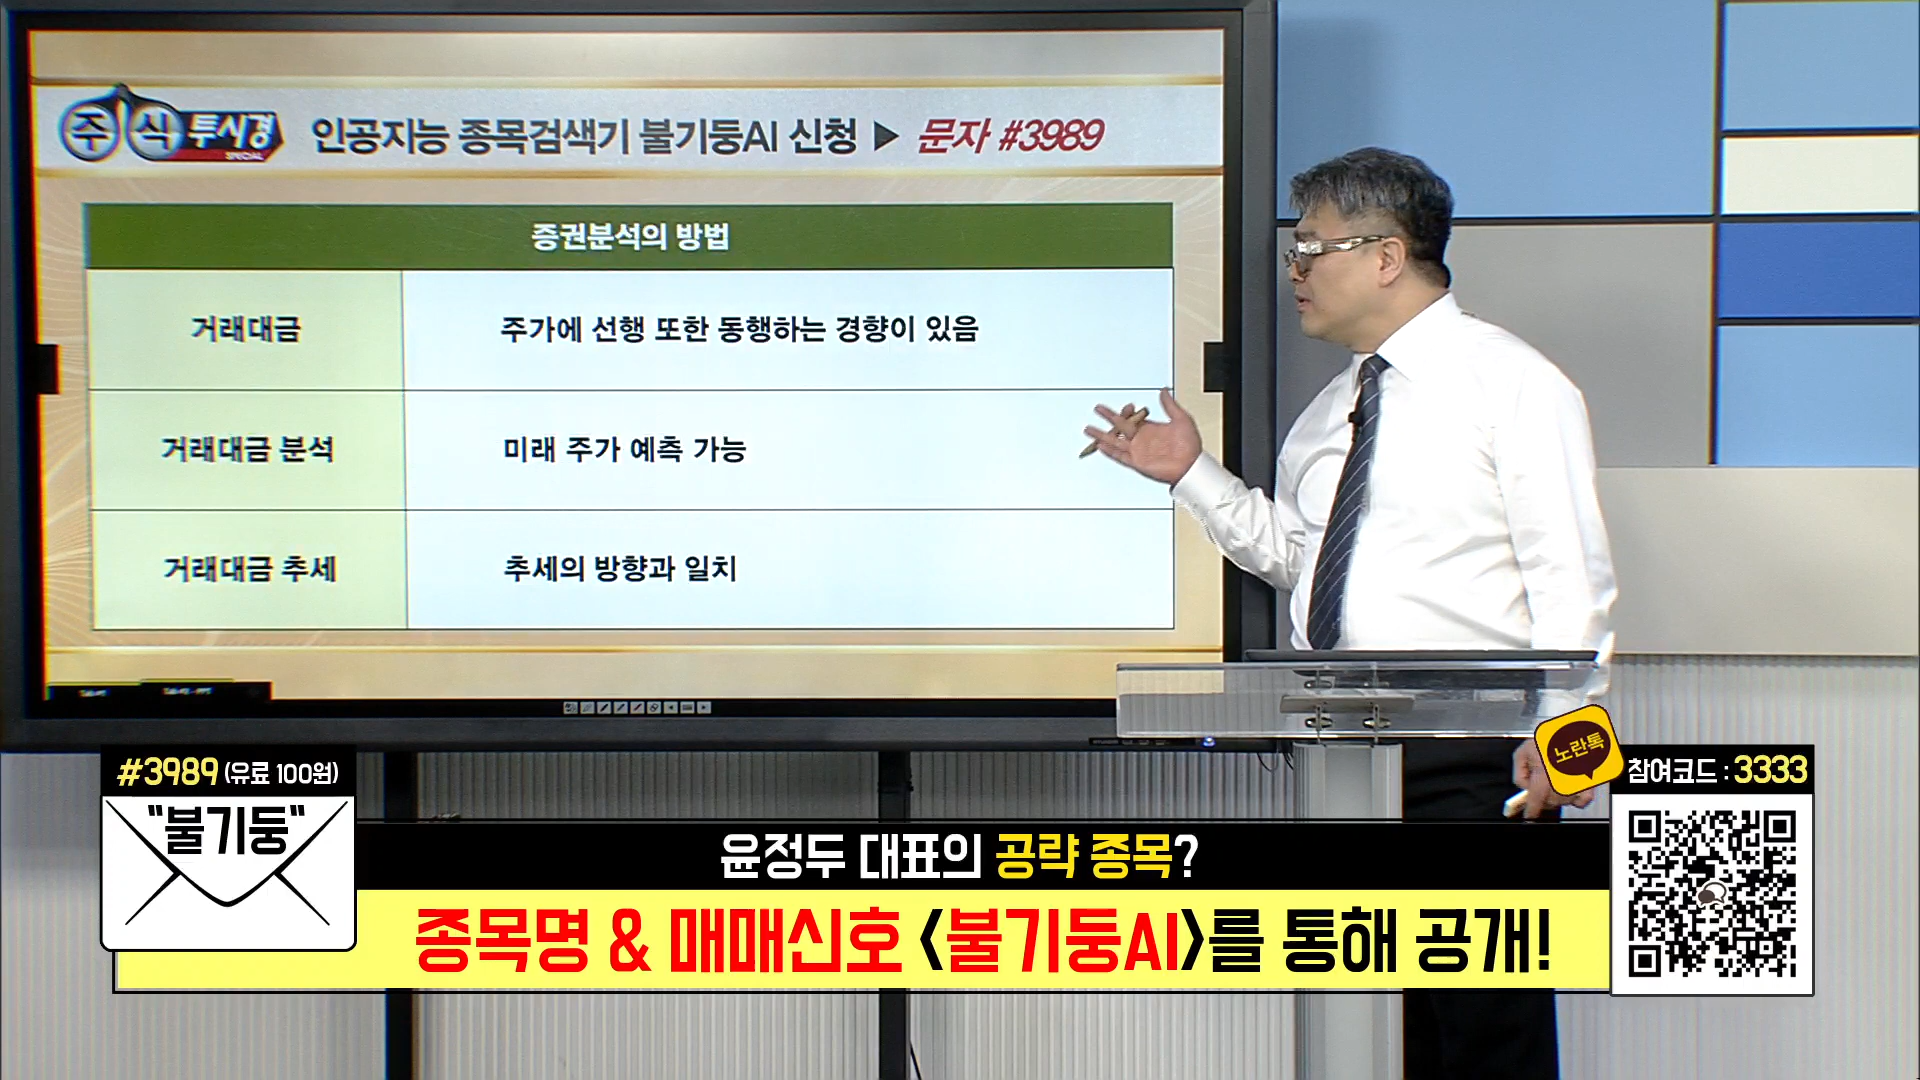 주식투시경
SPECIAL
인공지능 종목검색기 불기둥AI 신청 ▶ 문자 #3989
증권분석의 방법
거래대금 주가에 선행 또한 동행하는 경향이 있음
거래대금 분석 미래 주가 예측 가능
거래대금 추세 추세의 방향과 일치
#3989 (유료 100원)
"불기둥"
노란톡
참여코드 : 3333
윤정두 대표의 공략 종목?
종목명 & 매매신호 <불기둥AI>를 통해 공개!